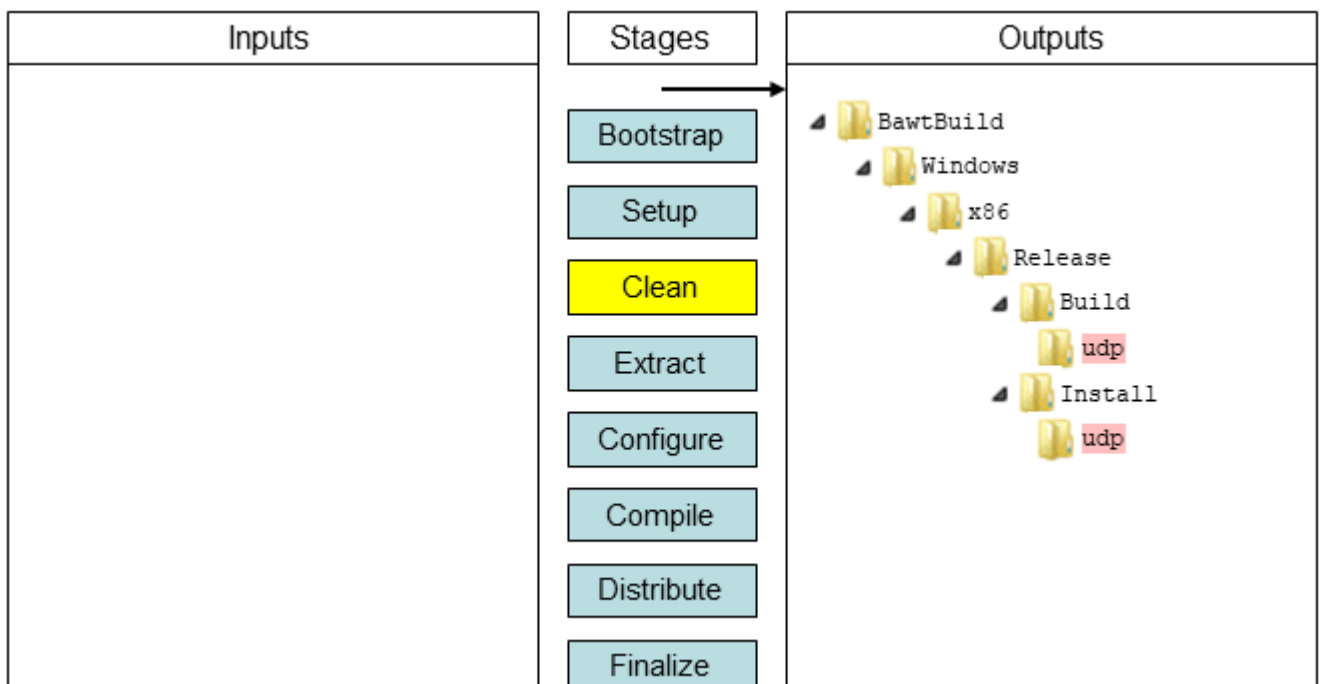 Inputs
Stages
Outputs
Bootstrap
Setup
Clean
Extract
Configure
Compile
Distribute
Finalize
BawtBuild
Windows
x86
Release
Build
udp
Install
udp